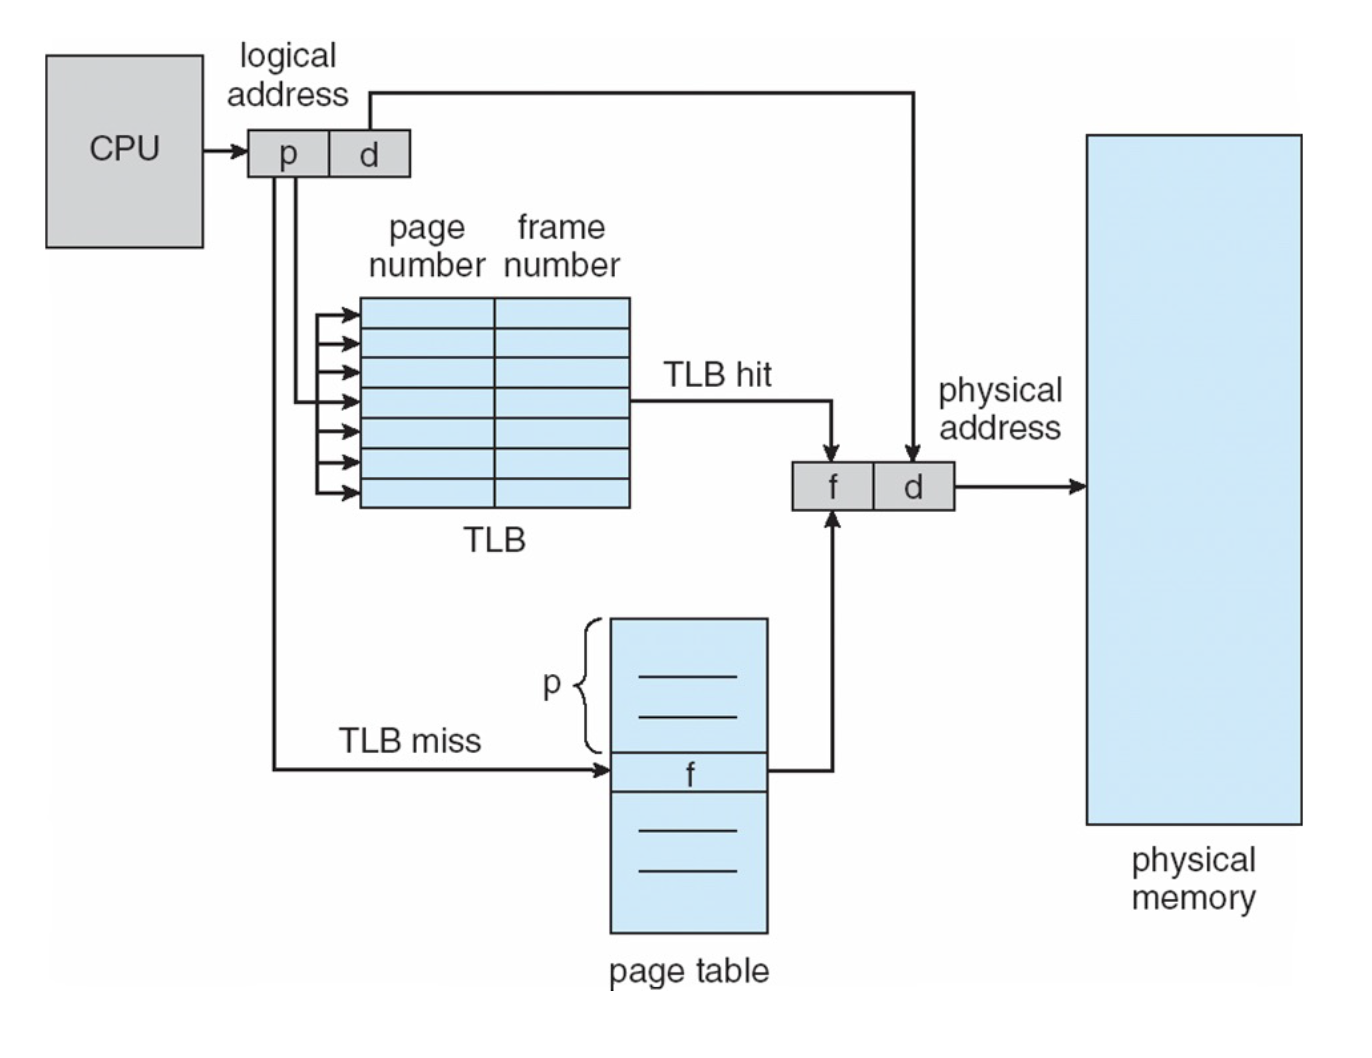 logical
address
CPU
p
d
page
number
frame
number
TLB hit
physical
address
f
d
TLB
p
TLB miss
f
physical
memory
page table